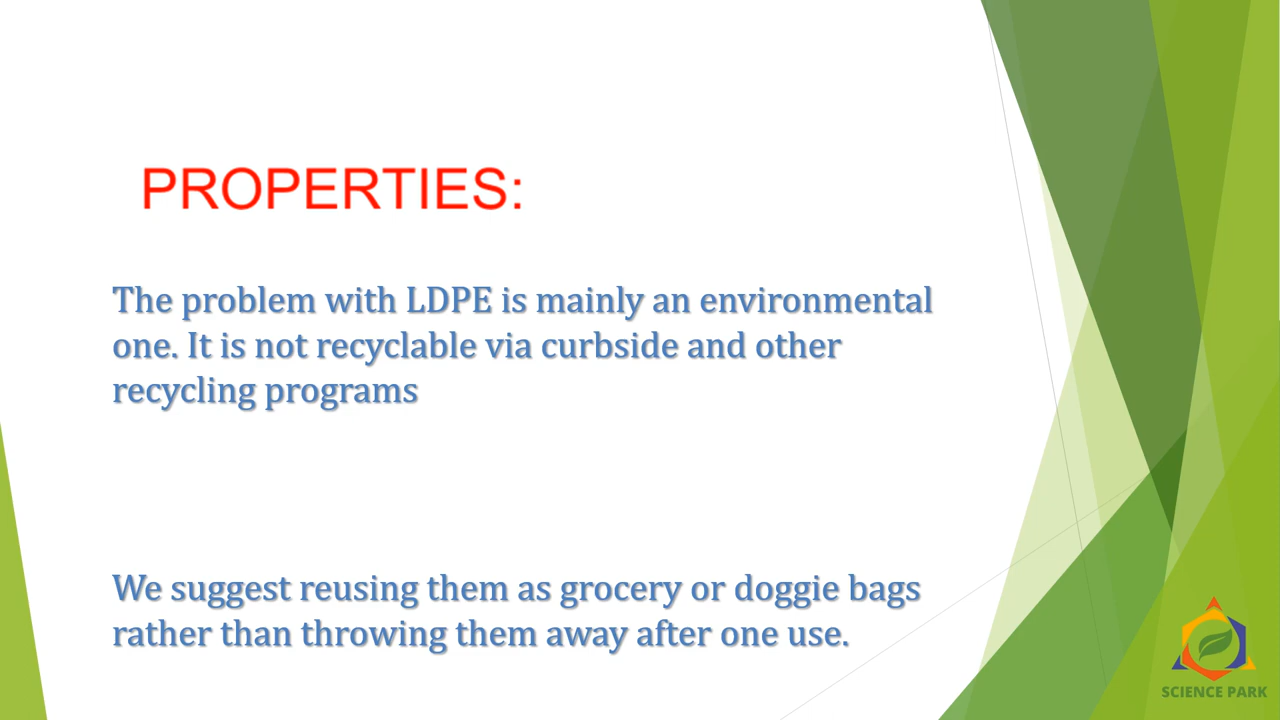 PROPERTIES:
The problem with LDPE is mainly an environmental
one. It is not recyclable via curbside and other
recycling programs
We suggest reusing them as grocery or doggie bags
rather than throwing them away after one use.
SCIENCE PARK